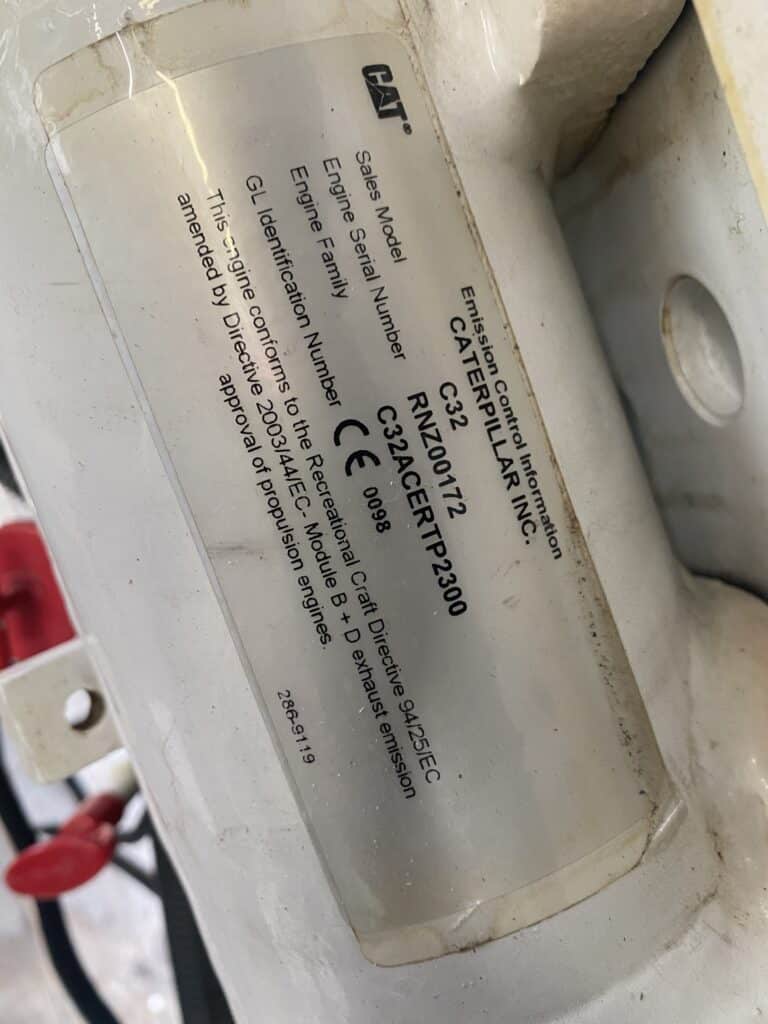 CAT®
Emission Control Information
CATERPILLAR INC.
Sales Model C32
Engine Serial Number RNZ00172
Engine Family C32ACERTP2300
GL Identification Number CE 0098
This engine conforms to the Recreational Craft Directive 94/25/EC
amended by Directive 2003/44/EC- Module B + D exhaust emission
approval of propulsion engines.
286-9119